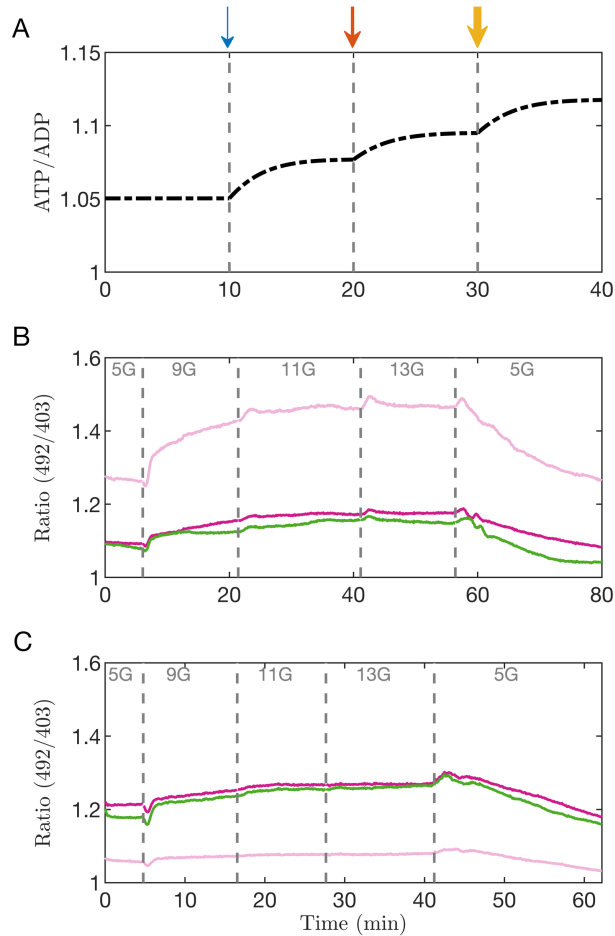 A
ATP/ADP
1.15
1.1
1.05
1
0 10 20 30 40
B
Ratio (492/403)
1.6
1.4
1.2
1
5G 9G 11G 13G 5G
0 20 40 60 80
C
Ratio (492/403)
1.6
1.4
1.2
1
5G 9G 11G 13G 5G
0 10 20 30 40 50 60
Time (min)